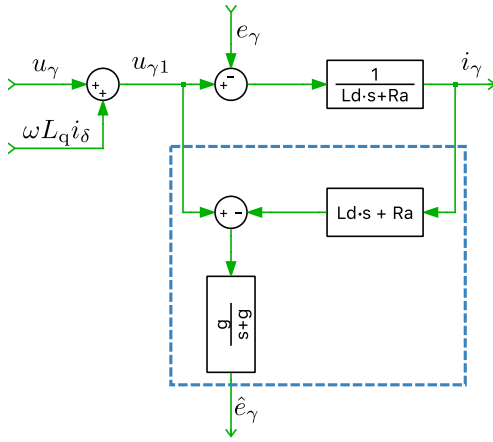 e_γ
u_γ
u_γ1
i_γ
+
+
+
−
1
Ld·s+Ra
ωL_q i_δ
+
−
Ld·s + Ra
g
s+g
ê_γ